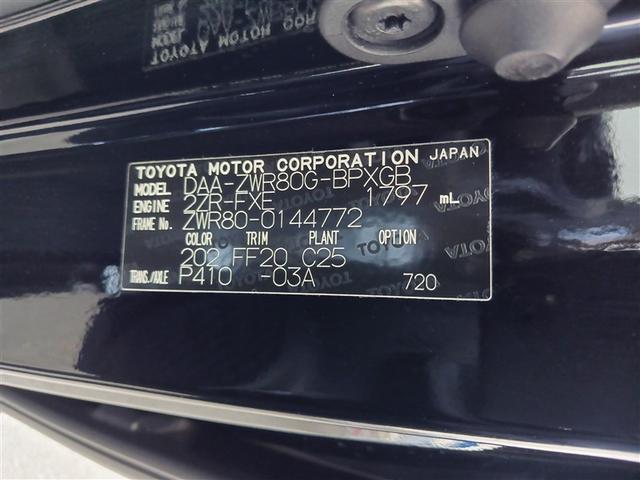 TOYOTA MOTOR CORPORATION JAPAN
MODEL DAA-ZWR80G-BPXGB
ENGINE 2ZR-FXE 1797 mL
FRAME No. ZWR80-0144772
COLOR TRIM PLANT OPTION
202 FF20 C25
TRANS./AXLE P410 -03A 720